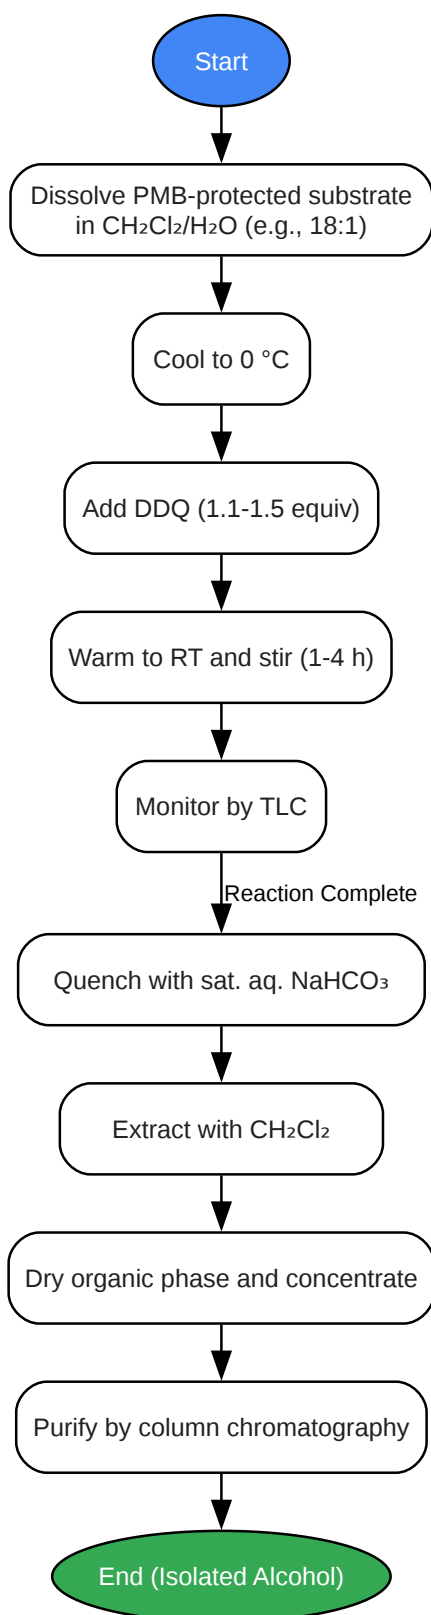 Start
Dissolve PMB-protected substrate
in CH₂Cl₂/H₂O (e.g., 18:1)
Cool to 0 °C
Add DDQ (1.1-1.5 equiv)
Warm to RT and stir (1-4 h)
Monitor by TLC
Reaction Complete
Quench with sat. aq. NaHCO₃
Extract with CH₂Cl₂
Dry organic phase and concentrate
Purify by column chromatography
End (Isolated Alcohol)